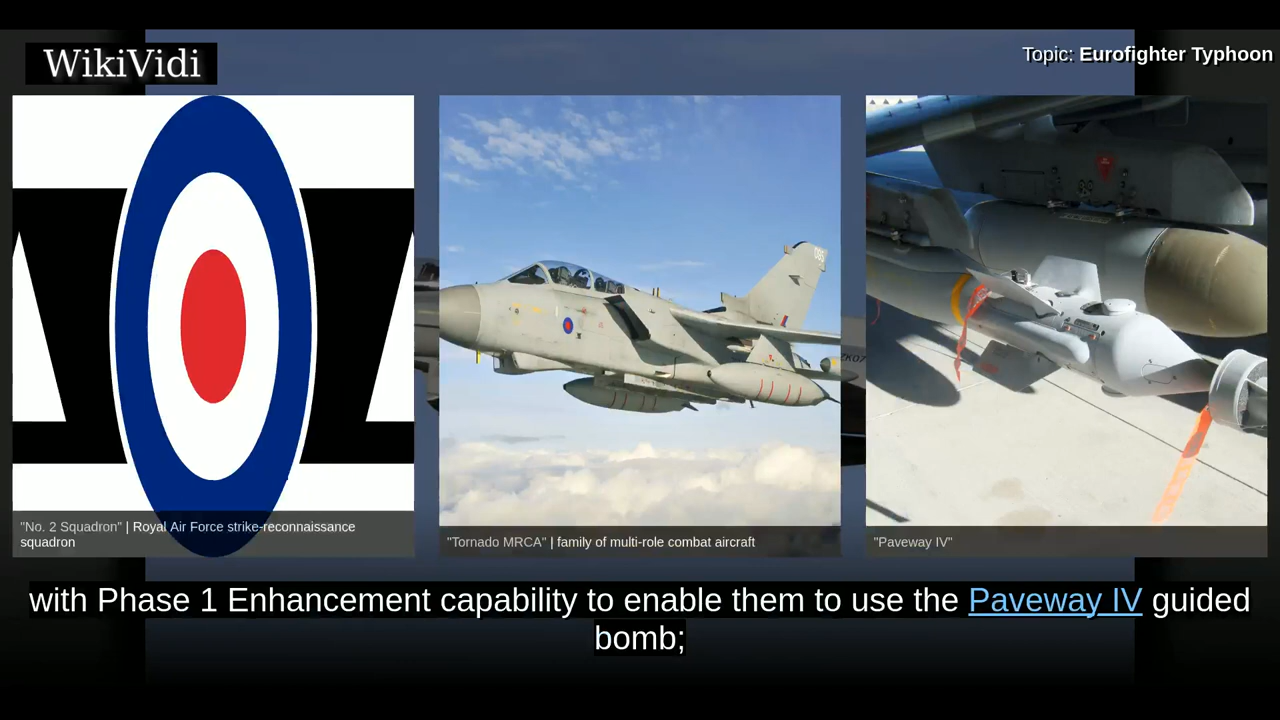 WikiVidi
Topic: Eurofighter Typhoon
"No. 2 Squadron" | Royal Air Force strike-reconnaissance
squadron
"Tornado MRCA" | family of multi-role combat aircraft
"Paveway IV"
with Phase 1 Enhancement capability to enable them to use the Paveway IV guided
bomb;